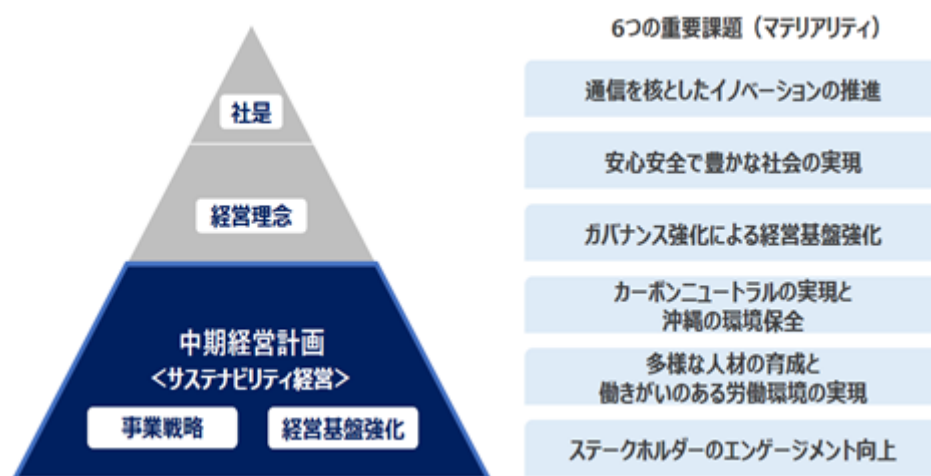 社是
経営理念
中期経営計画
<サステナビリティ経営>
事業戦略
経営基盤強化
6つの重要課題（マテリアリティ）
通信を核としたイノベーションの推進
安心安全で豊かな社会の実現
ガバナンス強化による経営基盤強化
カーボンニュートラルの実現と
沖縄の環境保全
多様な人材の育成と
働きがいのある労働環境の実現
ステークホルダーのエンゲージメント向上